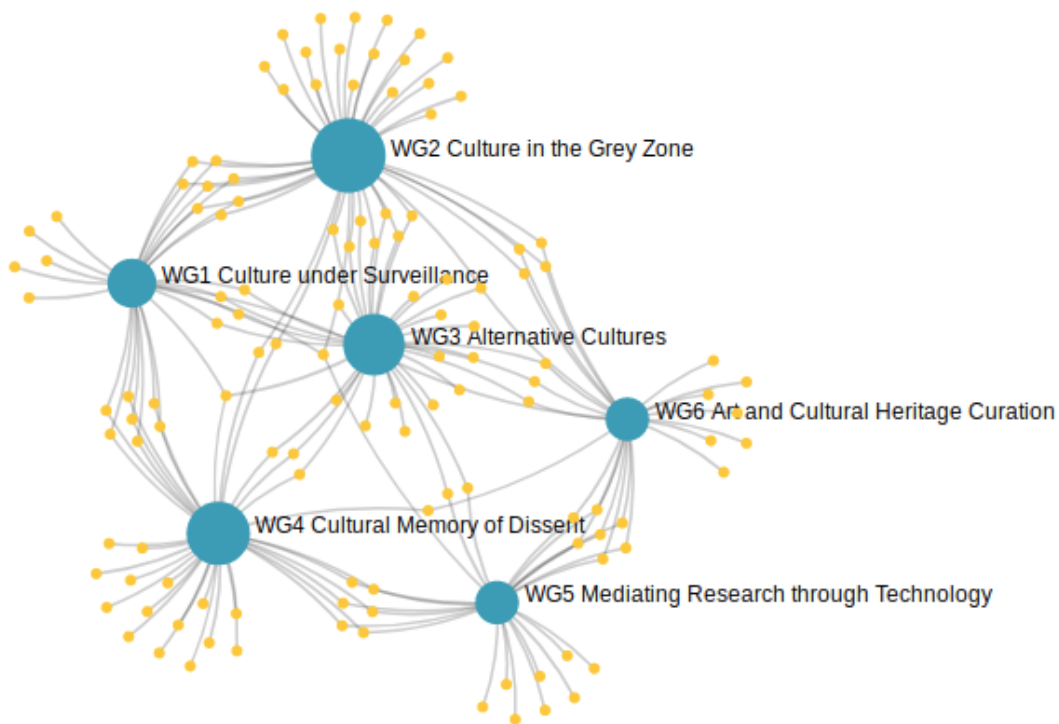 WG2 Culture in the Grey Zone
WG1 Culture under Surveillance
WG3 Alternative Cultures
WG6 Art and Cultural Heritage Curation
WG4 Cultural Memory of Dissent
WG5 Mediating Research through Technology